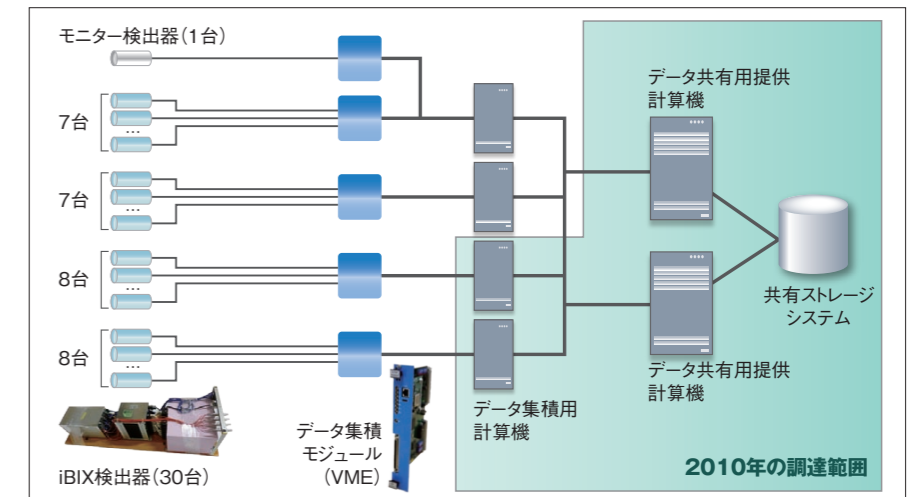 モニター検出器(1台)
7台
…
7台
…
8台
…
8台
…
iBIX検出器(30台)
データ集積
モジュール
(VME)
データ集積用
計算機
データ共有用提供
計算機
データ共有用提供
計算機
共有ストレージ
システム
2010年の調達範囲